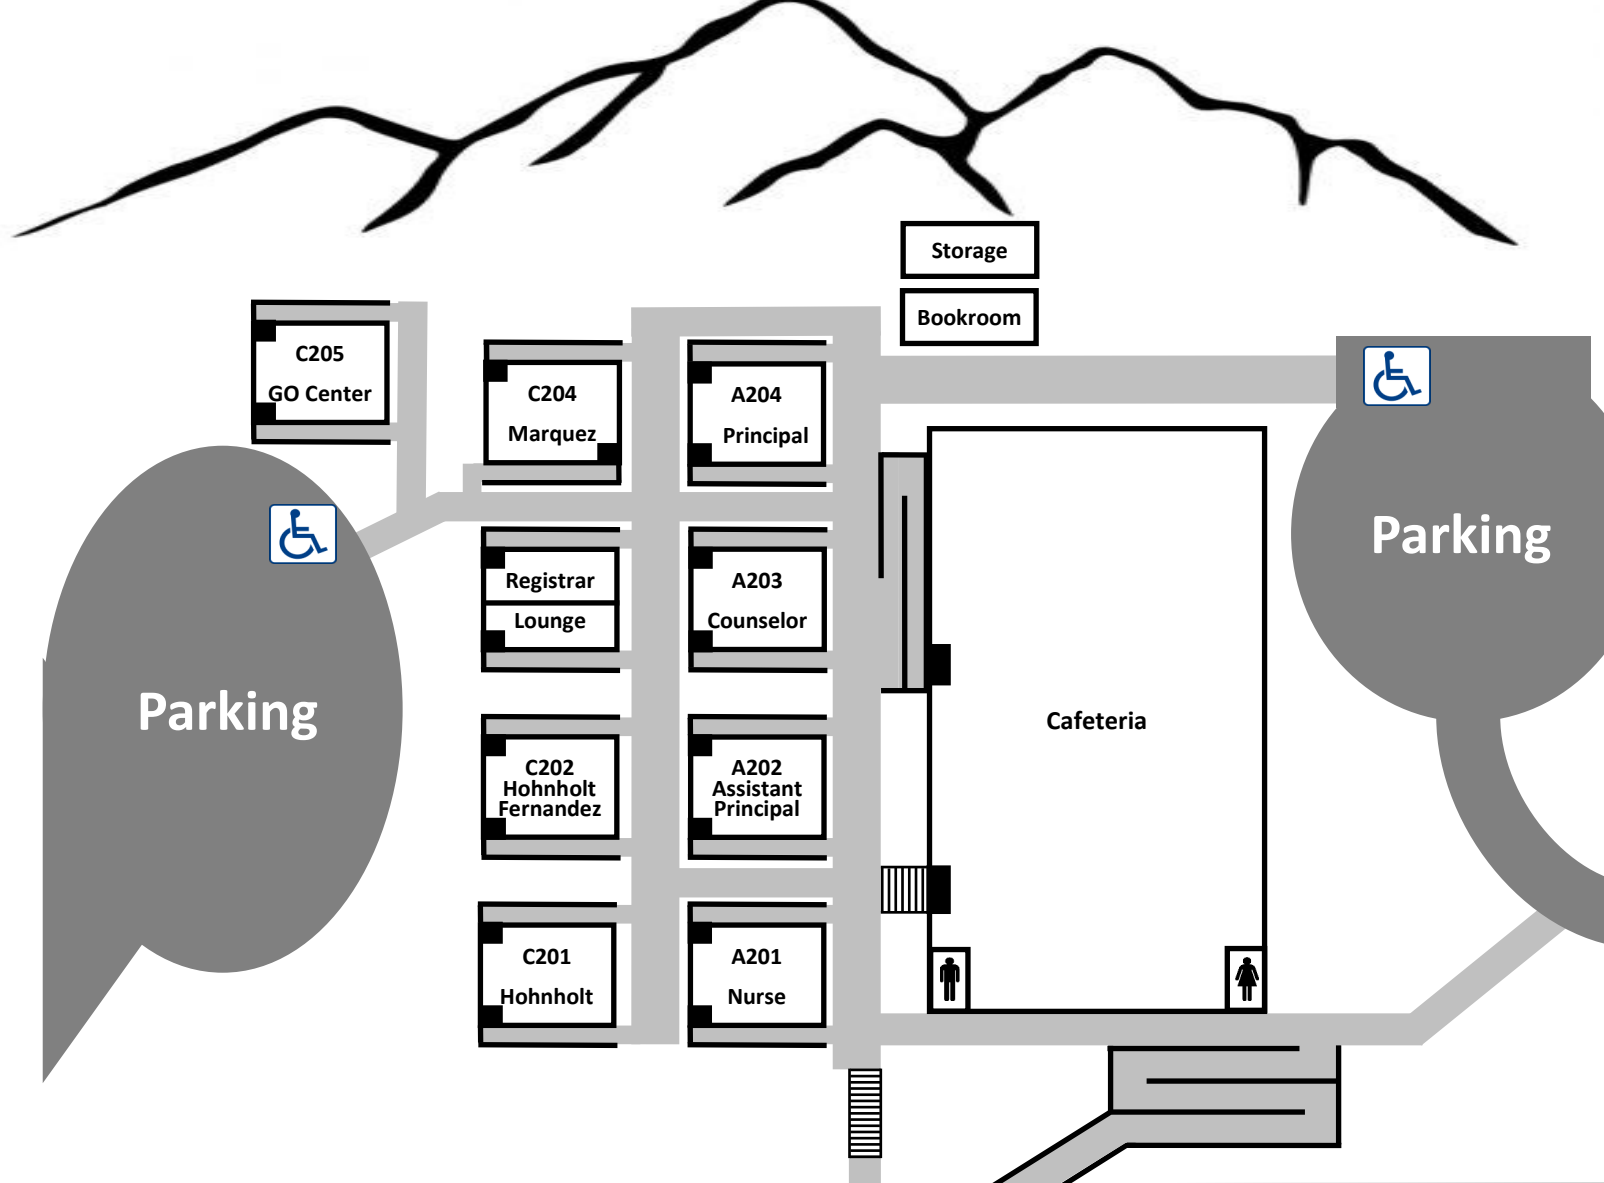 Storage
Bookroom
C205
GO Center
C204
Marquez
A204
Principal
Parking
Registrar
Lounge
A203
Counselor
Parking
Cafeteria
C202
Hohnholt
Fernandez
A202
Assistant
Principal
C201
Hohnholt
A201
Nurse